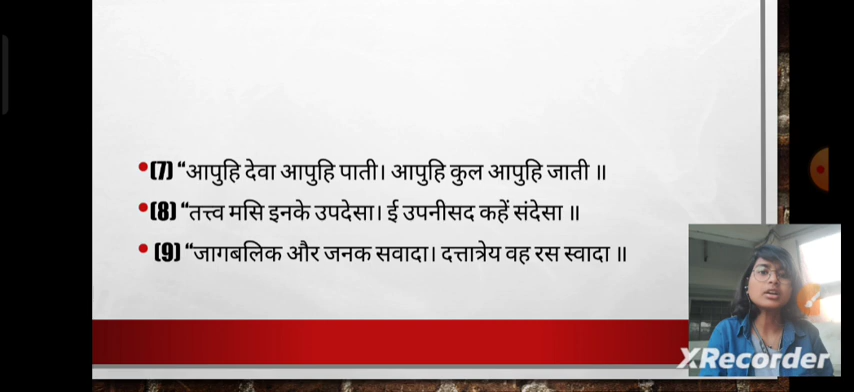 •(7) “आपुहि देवा आपुहि पाती। आपुहि कुल आपुहि जाती ॥
•(8) “तत्त्व मसि इनके उपदेसा। ई उपनीसद कहें संदेसा ॥
• (9) “जागबलिक और जनक सवादा। दत्तात्रेय वह रस स्वादा ॥
XRecorder